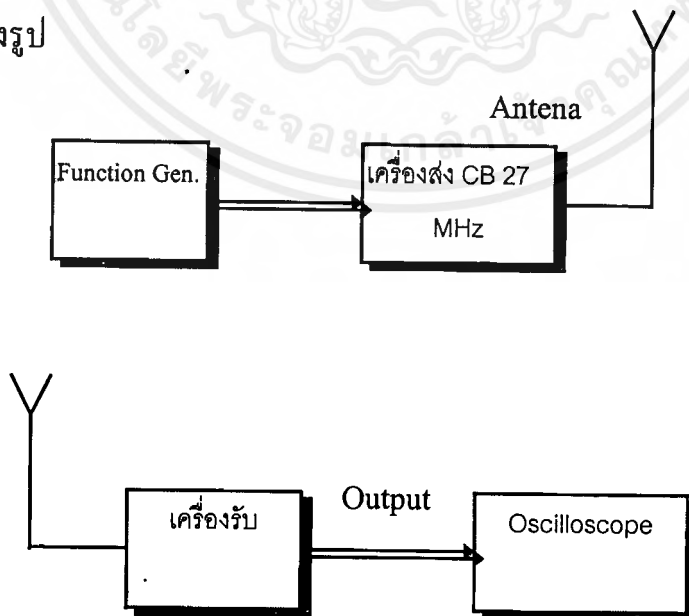 งรูป
Antena
Function Gen.
เครื่องส่ง CB 27
MHz
เครื่องรับ
Output
Oscilloscope